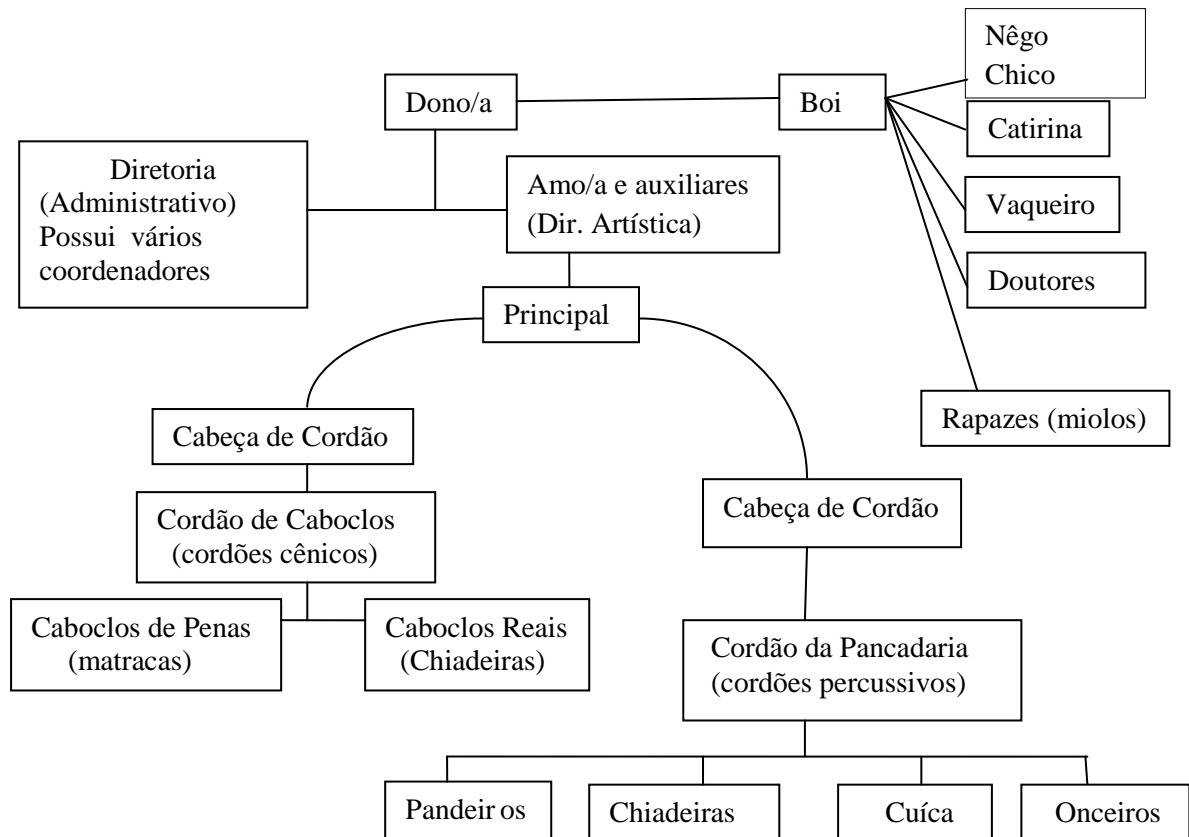 Nêgo
Chico
Dono/a
Boi
Catirina
Diretoria
(Administrativo)
Possui vários
coordenadores
Amo/a e auxiliares
(Dir. Artística)
Vaqueiro
Doutores
Principal
Rapazes (miolos)
Cabeça de Cordão
Cabeça de Cordão
Cordão de Caboclos
(cordões cênicos)
Caboclos de Penas
(matracas)
Caboclos Reais
(Chiadeiras)
Cordão da Pancadaria
(cordões percussivos)
Pandeir os
Chiadeiras
Cuíca
Onceiros